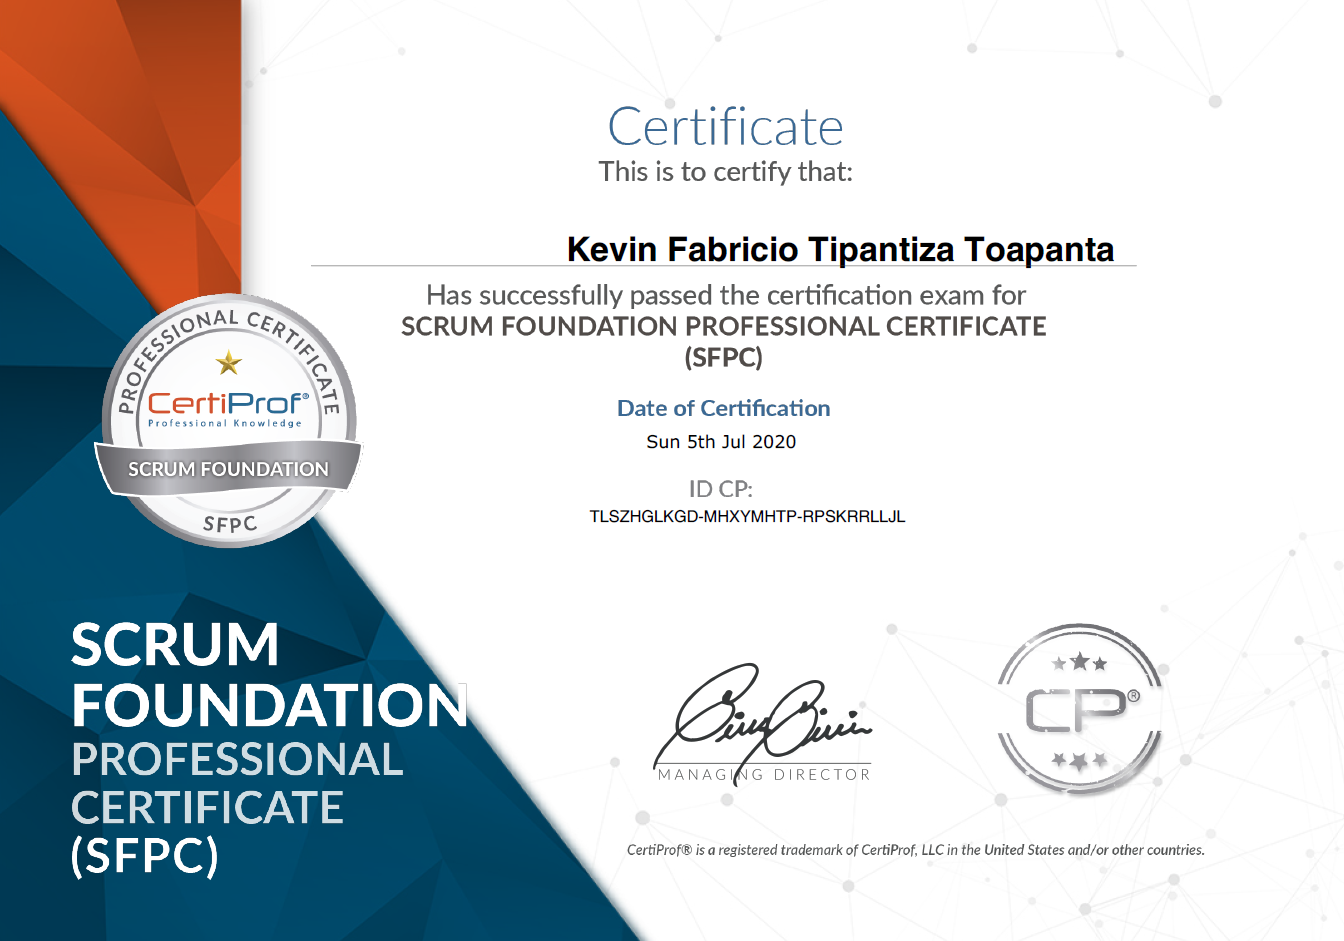 Certificate
This is to certify that:
Kevin Fabricio Tipantiza Toapanta
Has successfully passed the certification exam for
SCRUM FOUNDATION PROFESSIONAL CERTIFICATE
(SFPC)
Date of Certification
Sun 5th Jul 2020
ID CP:
TLSZHGLKGD-MHXYMHTP-RPSKRRLLJL
PROFESSIONAL CERTIFICATE
CertiProf®
Professional Knowledge
SCRUM FOUNDATION
SFPC
SCRUM
FOUNDATION
PROFESSIONAL
CERTIFICATE
(SFPC)
MANAGING DIRECTOR
CP®
CertiProf® is a registered trademark of CertiProf, LLC in the United States and/or other countries.